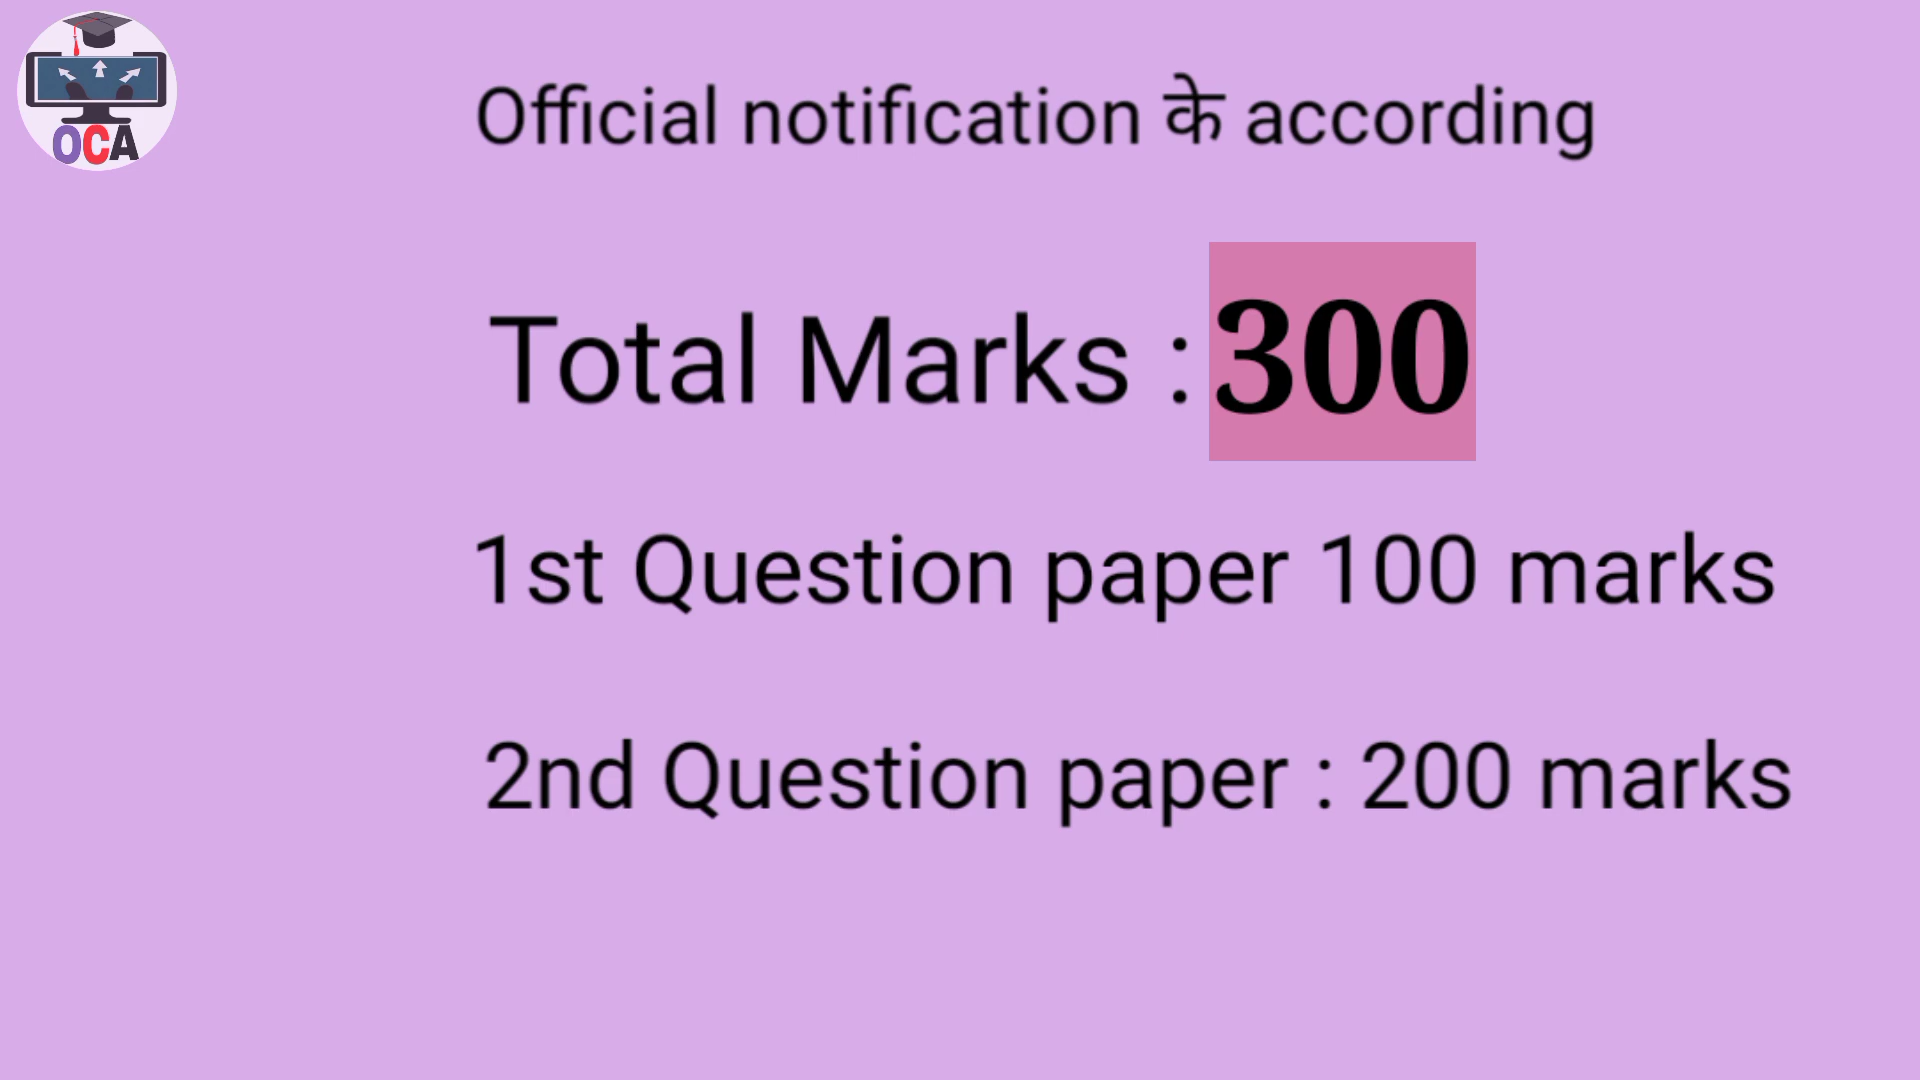 OCA
Official notification के according
Total Marks : 300
1st Question paper 100 marks
2nd Question paper : 200 marks